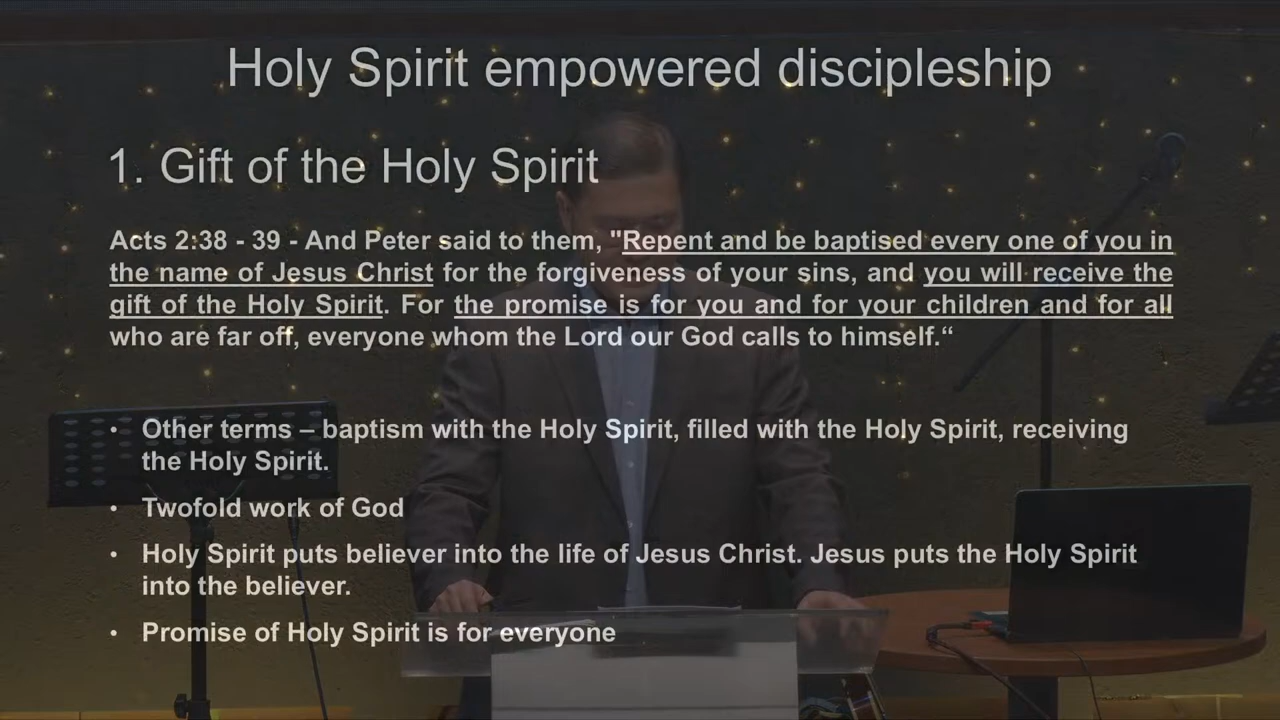 Holy Spirit empowered discipleship
1. Gift of the Holy Spirit
Acts 2:38 - 39 - And Peter said to them, "Repent and be baptised every one of you in
the name of Jesus Christ for the forgiveness of your sins, and you will receive the
gift of the Holy Spirit. For the promise is for you and for your children and for all
who are far off, everyone whom the Lord our God calls to himself.“
• Other terms – baptism with the Holy Spirit, filled with the Holy Spirit, receiving
the Holy Spirit.
• Twofold work of God
• Holy Spirit puts believer into the life of Jesus Christ. Jesus puts the Holy Spirit
into the believer.
• Promise of Holy Spirit is for everyone